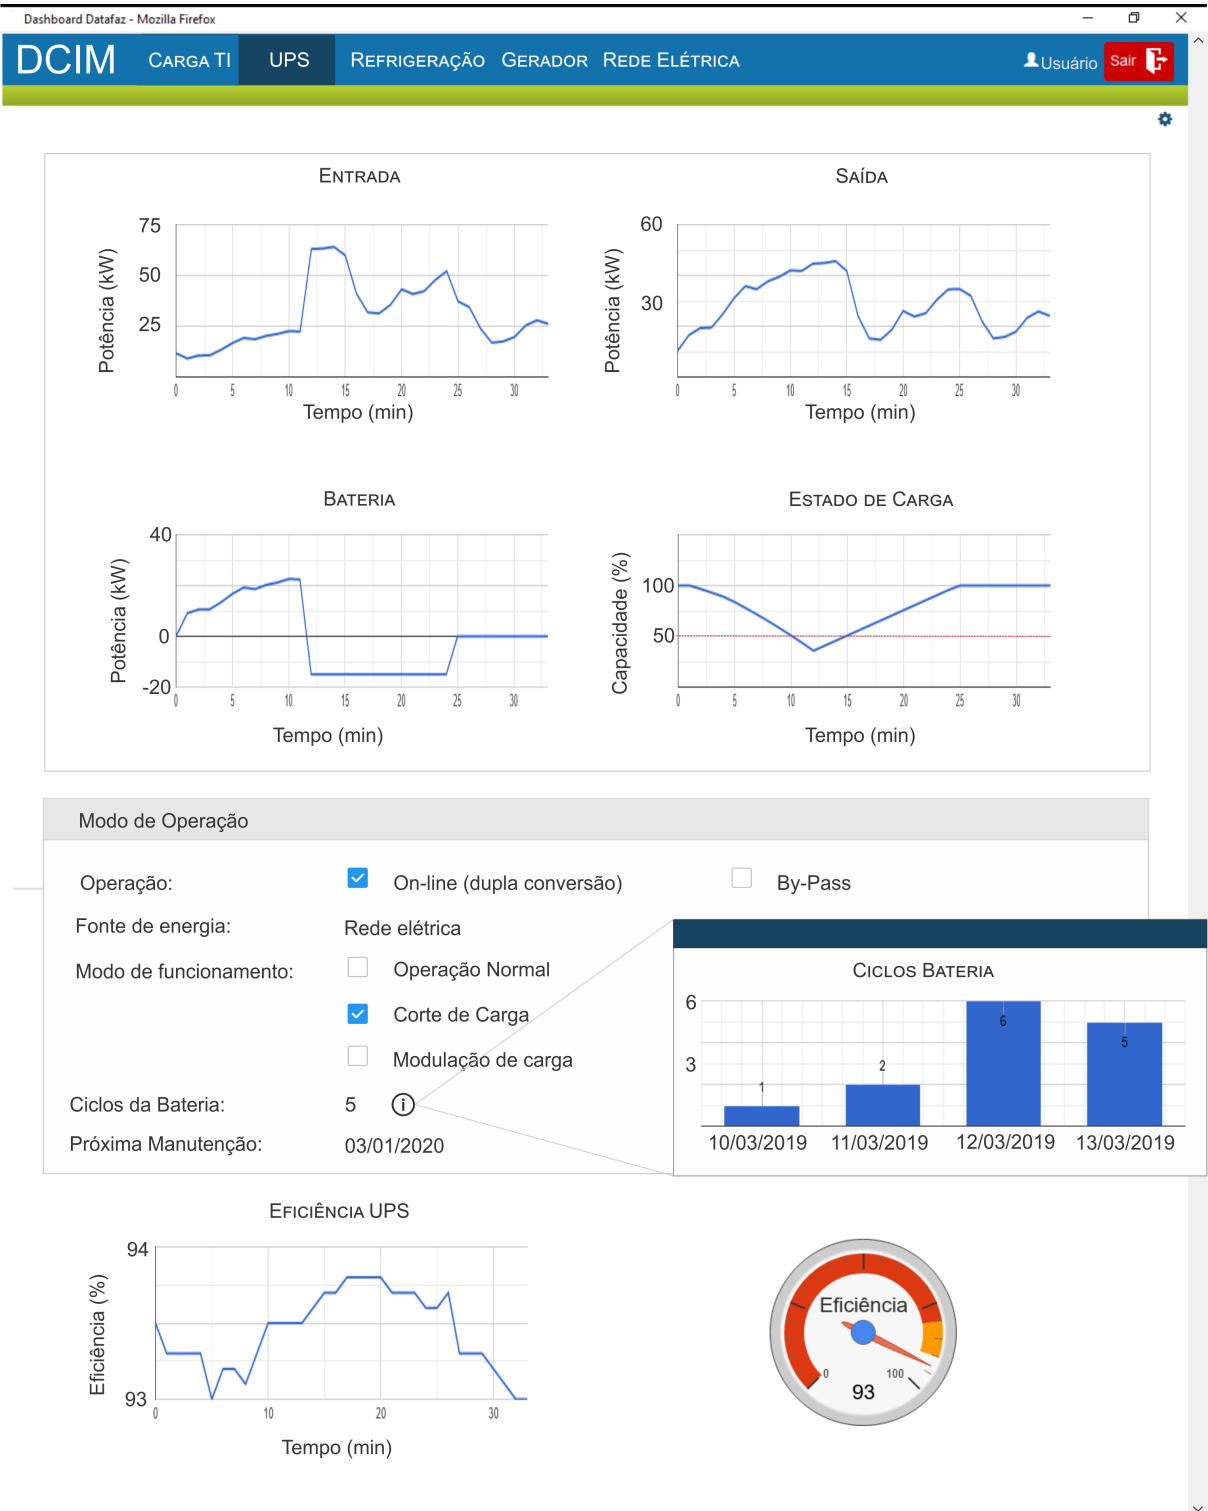 Dashboard Datafaz - Mozilla Firefox
DCIM CARGA TI UPS REFRIGERAÇÃO GERADOR REDE ELÉTRICA Usuário Sair
ENTRADA
Potência (kW)
75
50
25
0 5 10 15 20 25 30
Tempo (min)
SAÍDA
Potência (kW)
60
30
0 5 10 15 20 25 30
Tempo (min)
BATERIA
Potência (kW)
40
0
-20
0 5 10 15 20 25 30
Tempo (min)
ESTADO DE CARGA
Capacidade (%)
100
50
0 5 10 15 20 25 30
Tempo (min)
Modo de Operação
Operação: On-line (dupla conversão) By-Pass
Fonte de energia: Rede elétrica
Modo de funcionamento: Operação Normal
Corte de Carga
Modulação de carga
Ciclos da Bateria: 5 i
Próxima Manutenção: 03/01/2020
CICLOS BATERIA
6
3
1 2 6 5
10/03/2019 11/03/2019 12/03/2019 13/03/2019
EFICIÊNCIA UPS
Eficiência (%)
94
93
0 10 20 30
Tempo (min)
Eficiência
0 100
93